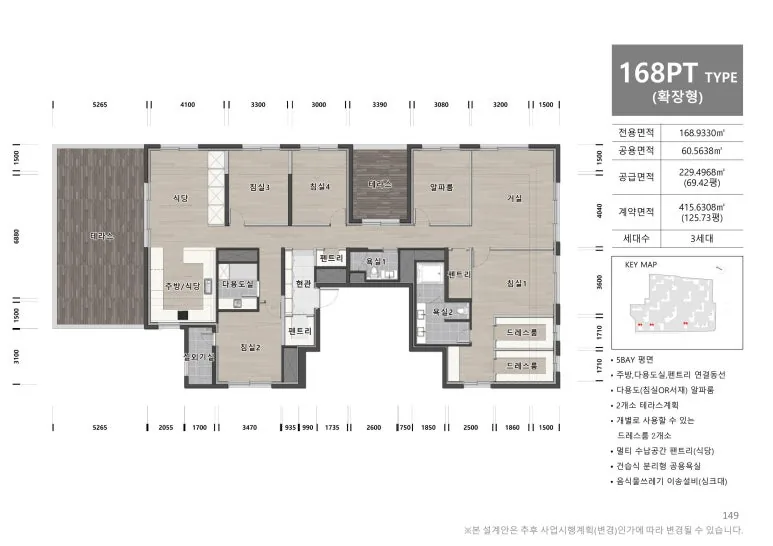 168PT TYPE
(확장형)
전용면적 168.9330㎡
공용면적 60.5638㎡
공급면적 229.4968㎡
(69.42평)
계약면적 415.6308㎡
(125.73평)
세대수 3세대
KEY MAP
• 5BAY 평면
• 주방,다용도실,펜트리 연결동선
• 다용도(침실OR서재) 알파룸
• 2개소 테라스계획
• 개별로 사용할 수 있는
드레스룸 2개소
• 멀티 수납공간 팬트리(식당)
• 건습식 분리형 공용욕실
• 음식물쓰레기 이송설비(싱크대)
5265 4100 3300 3000 3390 3080 3200 1500
1500
6880
1500
3100
1500
4040
3600
1710
1710
식당
침실3
침실4
테라스
알파룸
거실
테라스
주방/식당
다용도실
현관
팬트리
욕실1
팬트리
침실1
욕실2
팬트리
침실2
실외기실
드레스룸
드레스룸
5265 2055 1700 3470 935 990 1735 2600 750 1850 2500 1860 1500
149
※본 설계안은 추후 사업시행계획(변경)인가에 따라 변경될 수 있습니다.